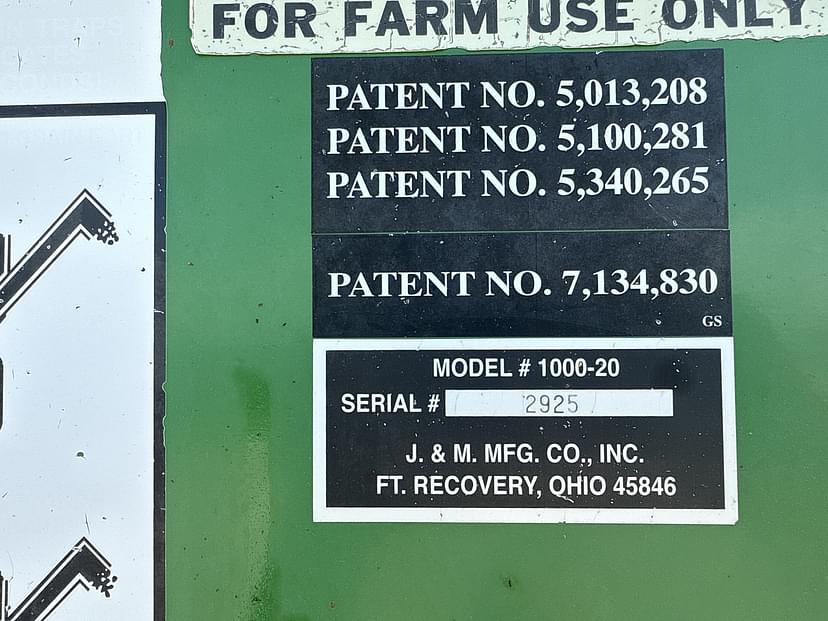 FOR FARM USE ONLY
PATENT NO. 5,013,208
PATENT NO. 5,100,281
PATENT NO. 5,340,265
PATENT NO. 7,134,830
GS
MODEL # 1000-20
SERIAL # 2925
J. & M. MFG. CO., INC.
FT. RECOVERY, OHIO 45846